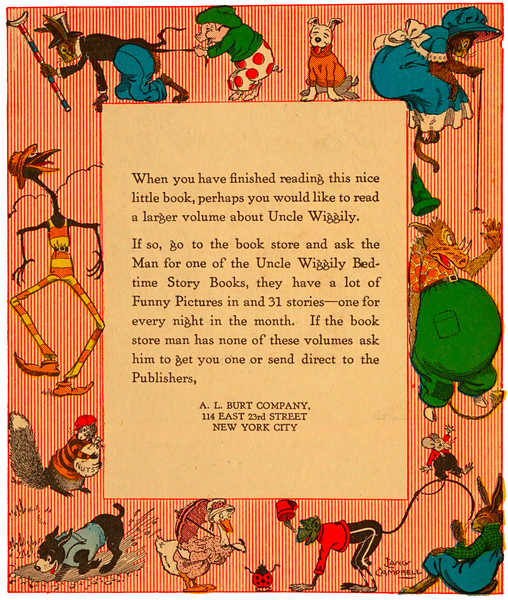 When you have finished reading this nice
little book, perhaps you would like to read
a larger volume about Uncle Wiggily.
If so, go to the book store and ask the
Man for one of the Uncle Wiggily Bed-
time Story Books, they have a lot of
Funny Pictures in and 31 stories—one for
every night in the month. If the book
store man has none of these volumes ask
him to get you one or send direct to the
Publishers,
A. L. BURT COMPANY,
114 EAST 23rd STREET
NEW YORK CITY
LANG
CAMPBELL